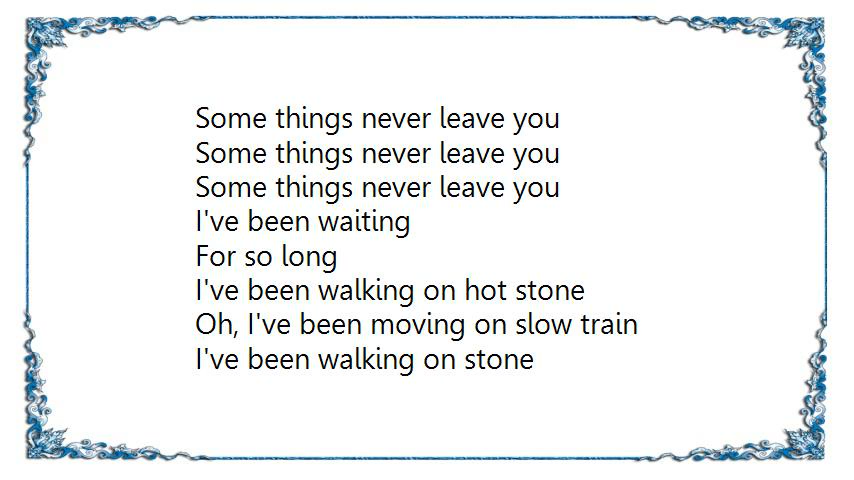 Some things never leave you
Some things never leave you
Some things never leave you
I've been waiting
For so long
I've been walking on hot stone
Oh, I've been moving on slow train
I've been walking on stone